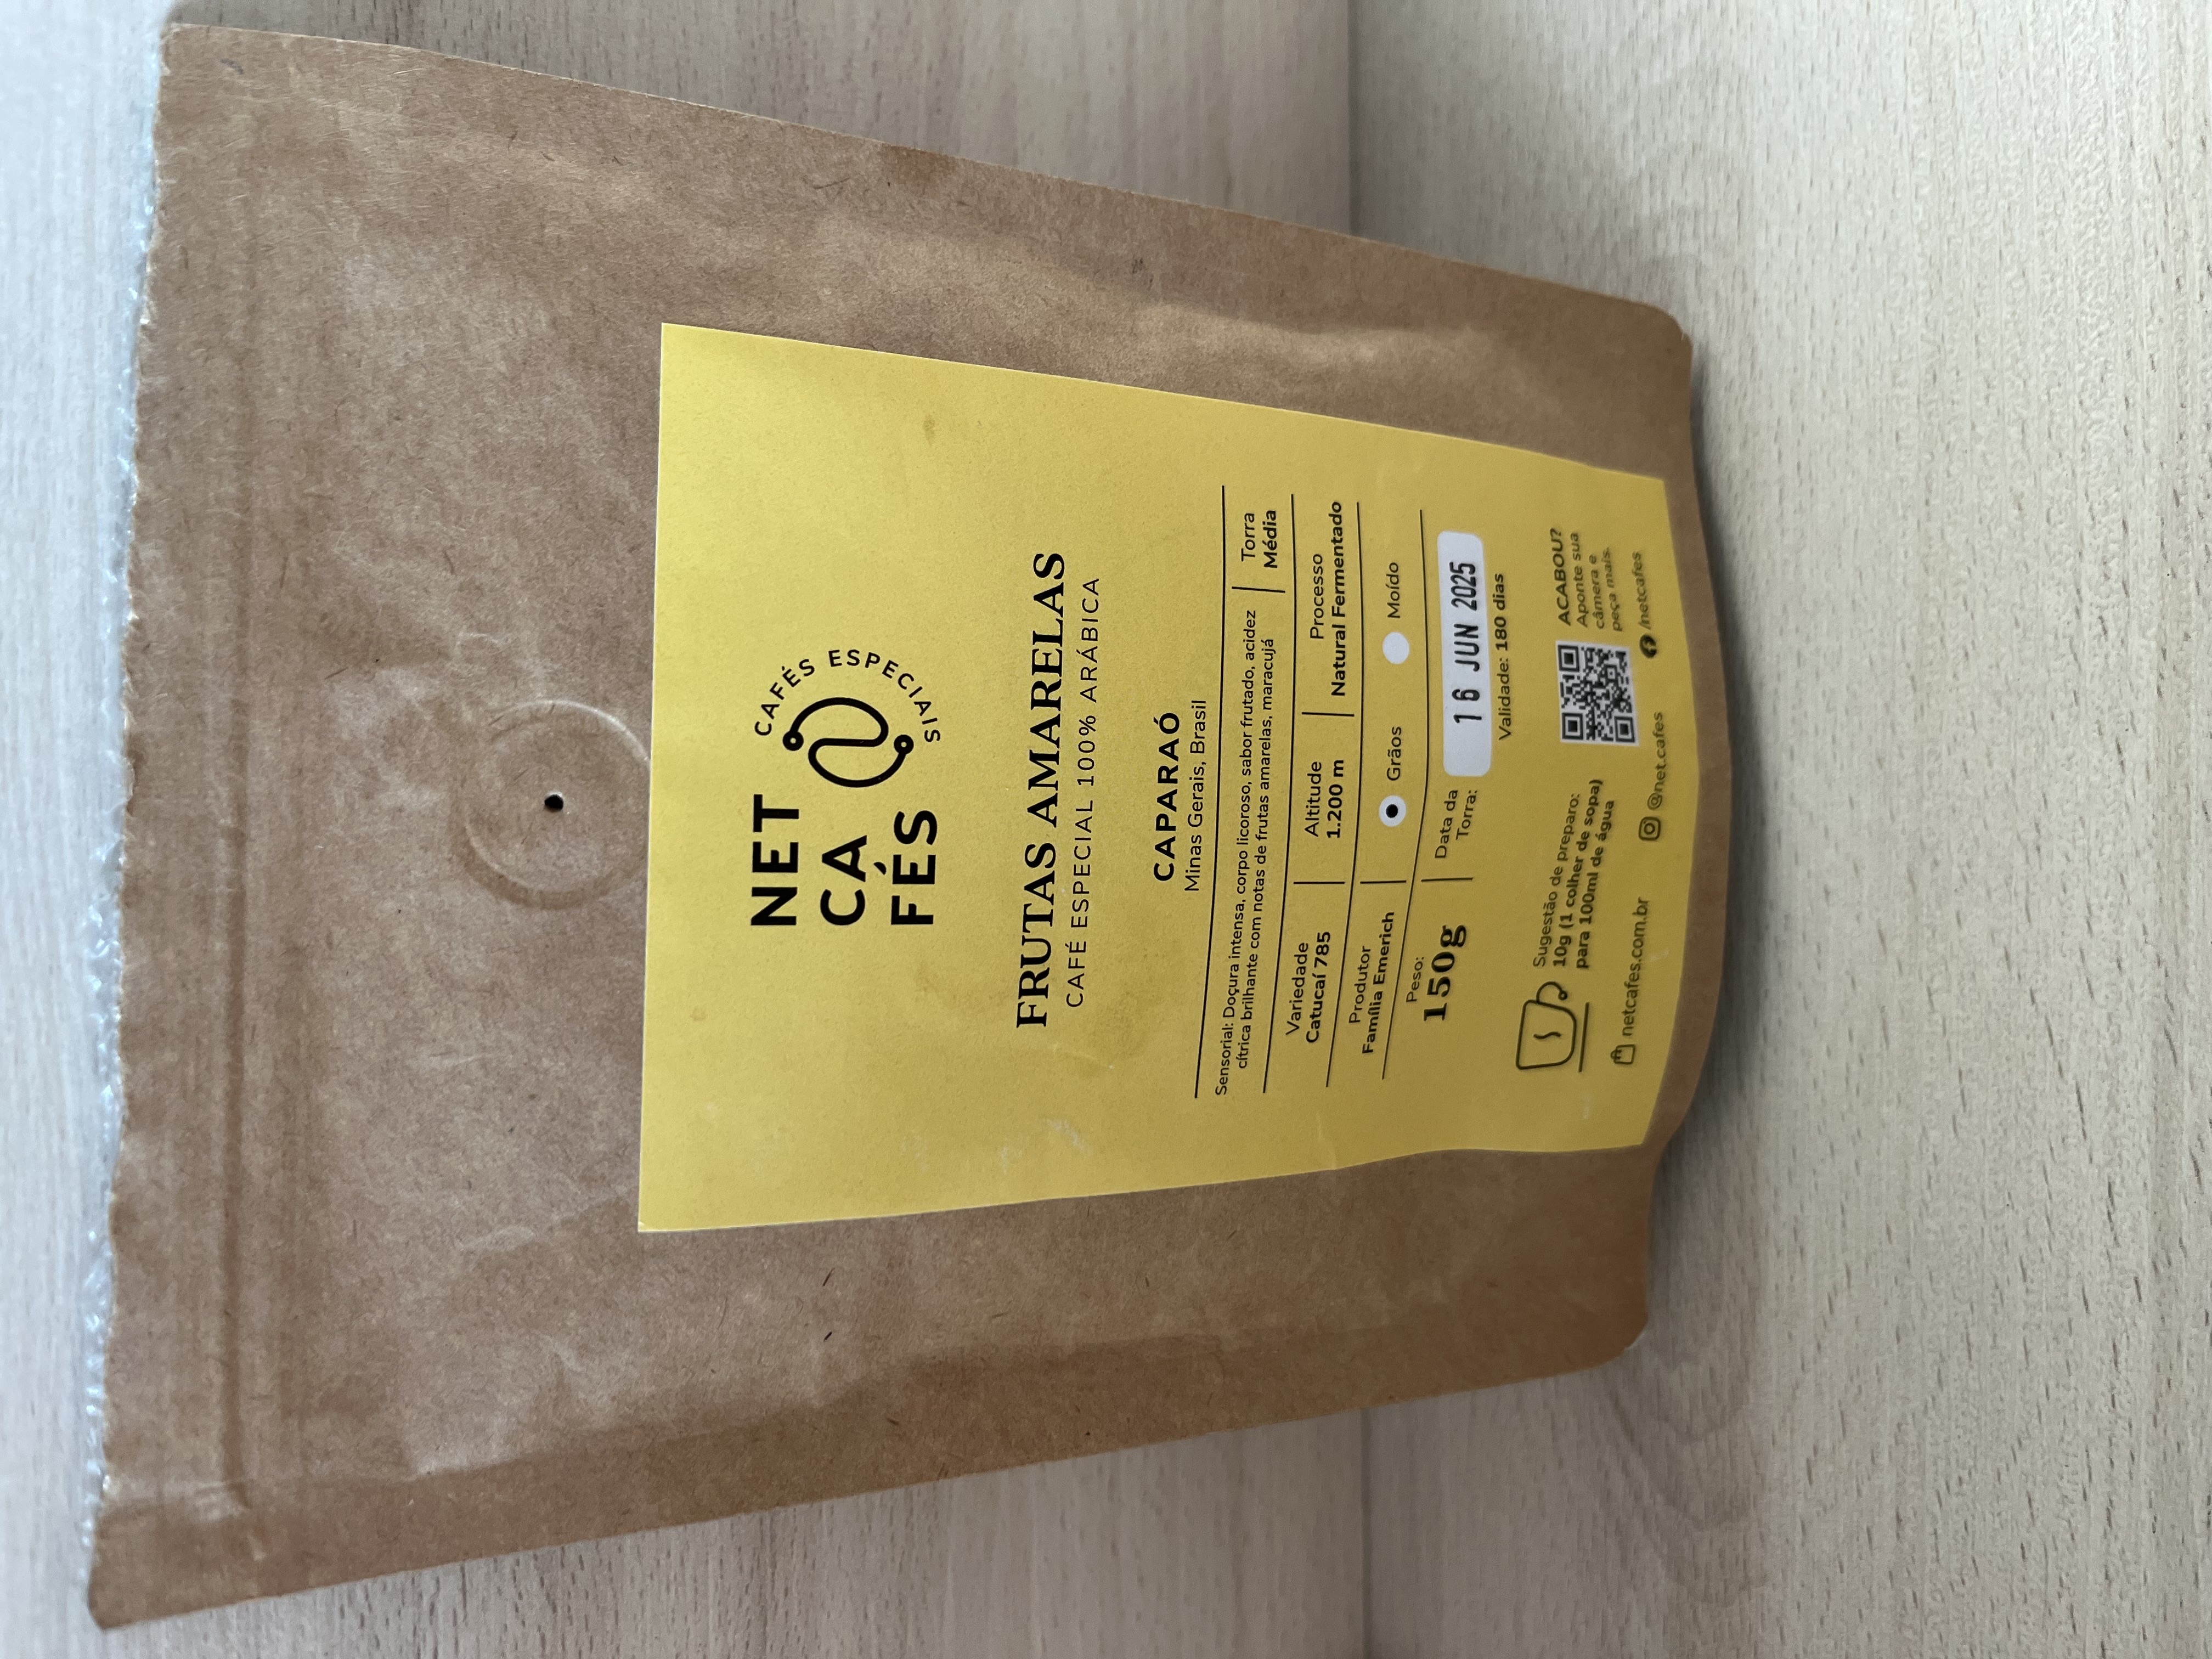 NET
CA
FÉS
CAFÉS ESPECIAIS
FRUTAS AMARELAS
CAFÉ ESPECIAL 100% ARÁBICA
CAPARAÓ
Minas Gerais, Brasil
Sensorial: Doçura intensa, corpo licoroso, sabor frutado, acidez
cítrica brilhante com notas de frutas amarelas, maracujá
Torra
Média
Variedade
Catucaí 785
Altitude
1.200 m
Processo
Natural Fermentado
Produtor
Família Emerich
Grãos
Moído
Peso:
150g
Data da
Torra:
16 JUN 2025
Validade: 180 dias
Sugestão de preparo:
10g (1 colher de sopa)
para 100ml de água
ACABOU?
Aponte sua
câmera e
peça mais.
netcafes.com.br
@net.cafes
/netcafes